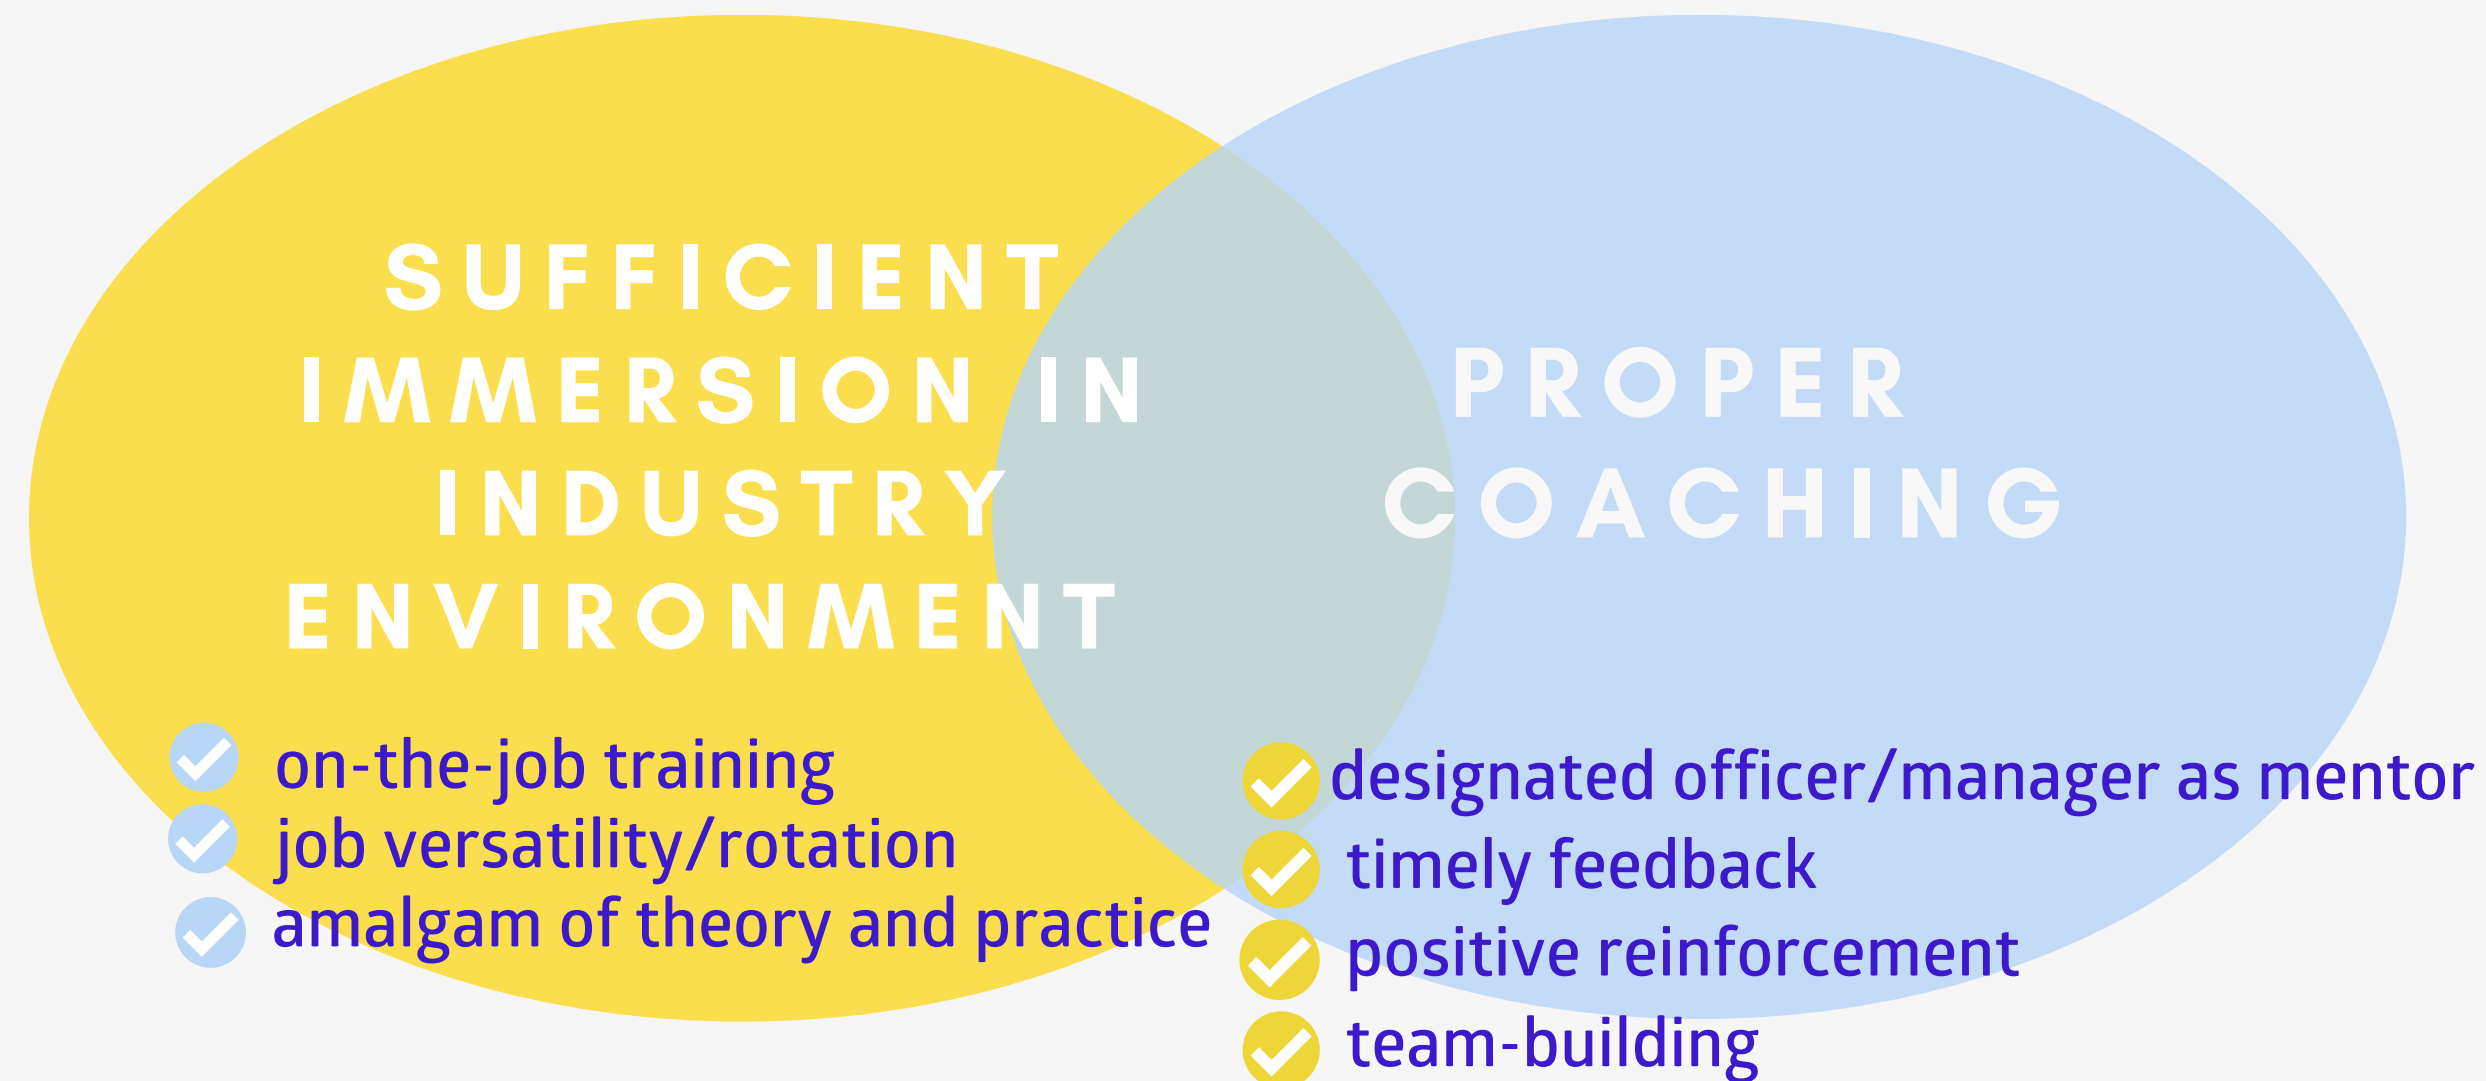 SUFFICIENT
IMMERSION IN
INDUSTRY
ENVIRONMENT
on-the-job training
job versatility/rotation
amalgam of theory and practice
PROPER
COACHING
designated officer/manager as mentor
timely feedback
positive reinforcement
team-building